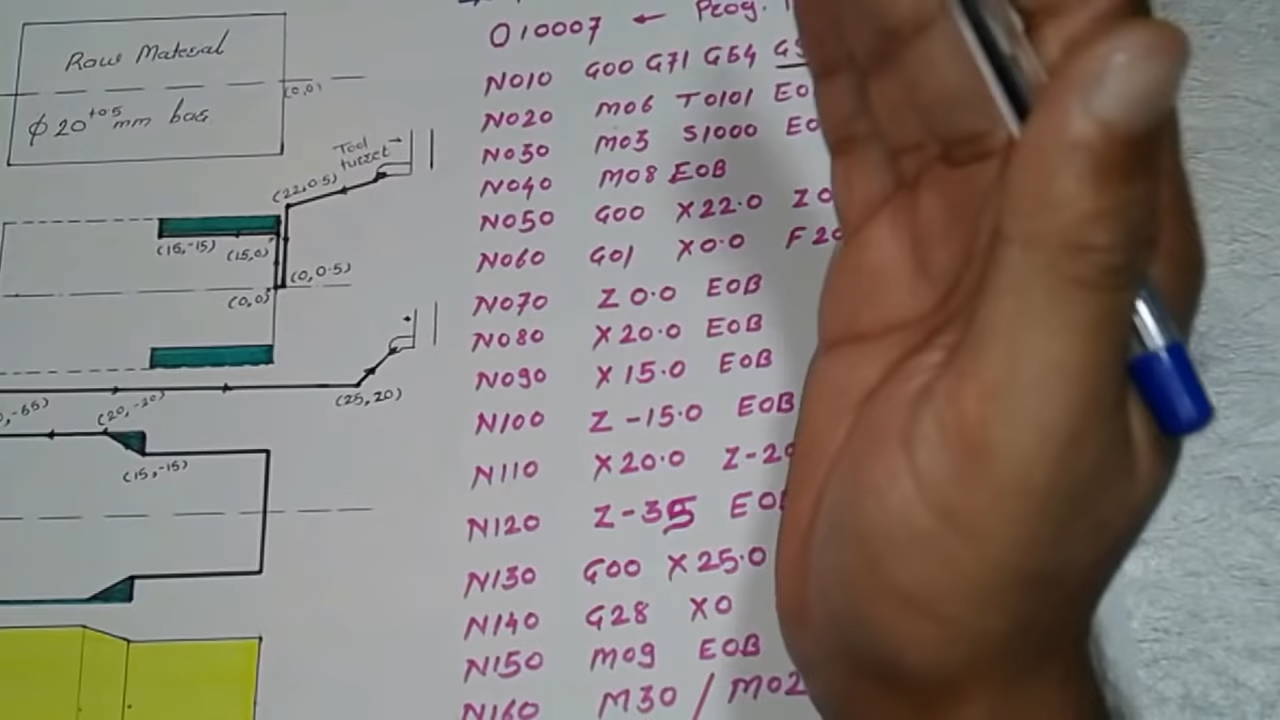 Raw Material
(0,0)
ϕ 20 +0.5 mm bar
Tool
turret
(22,0.5)
(15,-15) (15,0)
(0,0.5)
(0,0)
(25,20)
,-65) (20,-20)
(15,-15)
O10007 ← Prog.
N010 G00 G71 G54
N020 M06 T0101 EO
N030 M03 S1000 EO
N040 M08 EOB
N050 G00 X22.0 Z0
N060 G01 X0.0 F20
N070 Z0.0 EOB
N080 X20.0 EOB
N090 X15.0 EOB
N100 Z-15.0 EOB
N110 X20.0 Z-20
N120 Z-35 EO
N130 G00 X25.0
N140 G28 X0
N150 M09 EOB
N160 M30 / M02